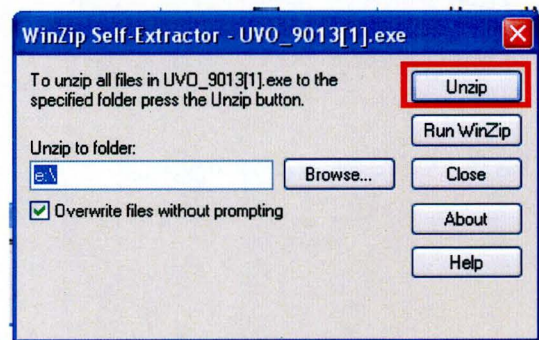 WinZip Self-Extractor - UVO_9013[1].exe
To unzip all files in UVO_9013[1].exe to the
specified folder press the Unzip button.
Unzip to folder:
e:\
Browse...
Overwrite files without prompting
Unzip
Run WinZip
Close
About
Help